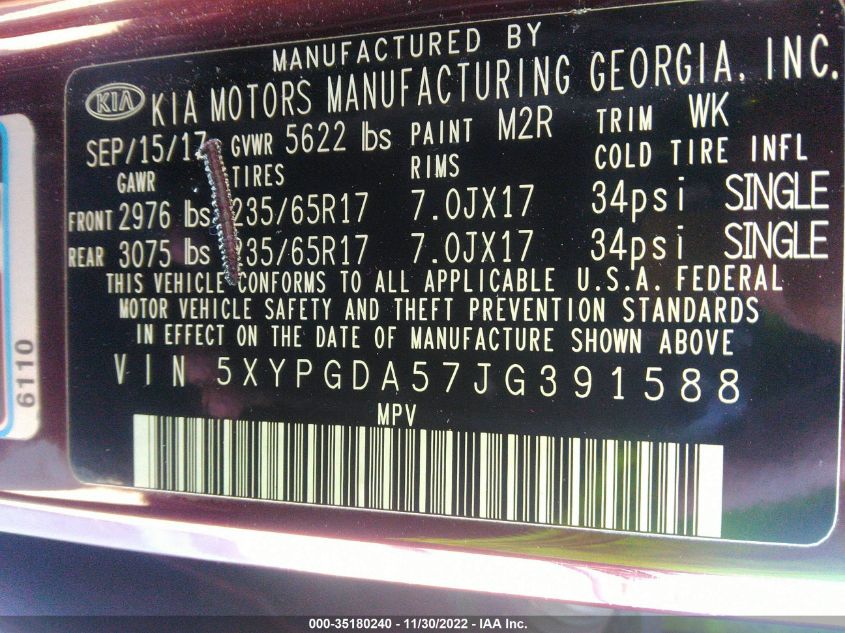 MANUFACTURED BY
KIA KIA MOTORS MANUFACTURING GEORGIA, INC.
SEP/15/17 GVWR 5622 lbs PAINT M2R TRIM WK
GAWR TIRES RIMS COLD TIRE INFL
FRONT 2976 lbs 235/65R17 7.0JX17 34psi SINGLE
REAR 3075 lbs 235/65R17 7.0JX17 34psi SINGLE
THIS VEHICLE CONFORMS TO ALL APPLICABLE U.S.A. FEDERAL
MOTOR VEHICLE SAFETY AND THEFT PREVENTION STANDARDS
IN EFFECT ON THE DATE OF MANUFACTURE SHOWN ABOVE
VIN 5XYPGDA57JG391588
MPV
6110
000-35180240 - 11/30/2022 - IAA Inc.